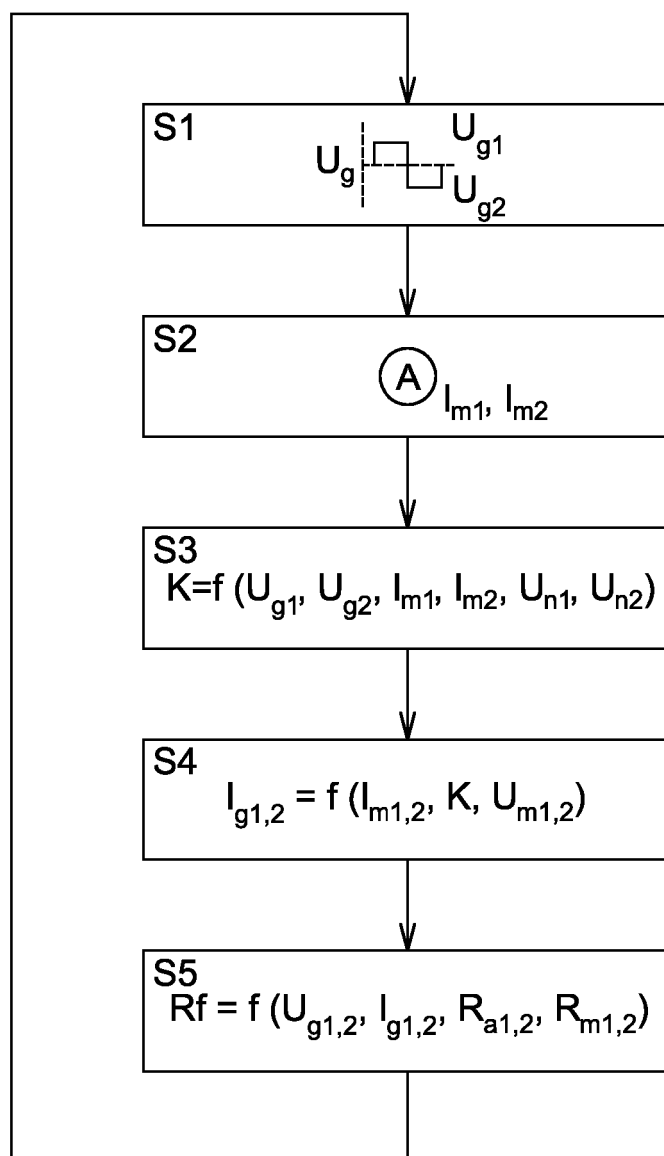 S1
U_g U_g1
U_g2
S2
A
I_m1, I_m2
S3
K=f (U_g1, U_g2, I_m1, I_m2, U_n1, U_n2)
S4
I_g1,2 = f (I_m1,2, K, U_m1,2)
S5
Rf = f (U_g1,2, I_g1,2, R_a1,2, R_m1,2)